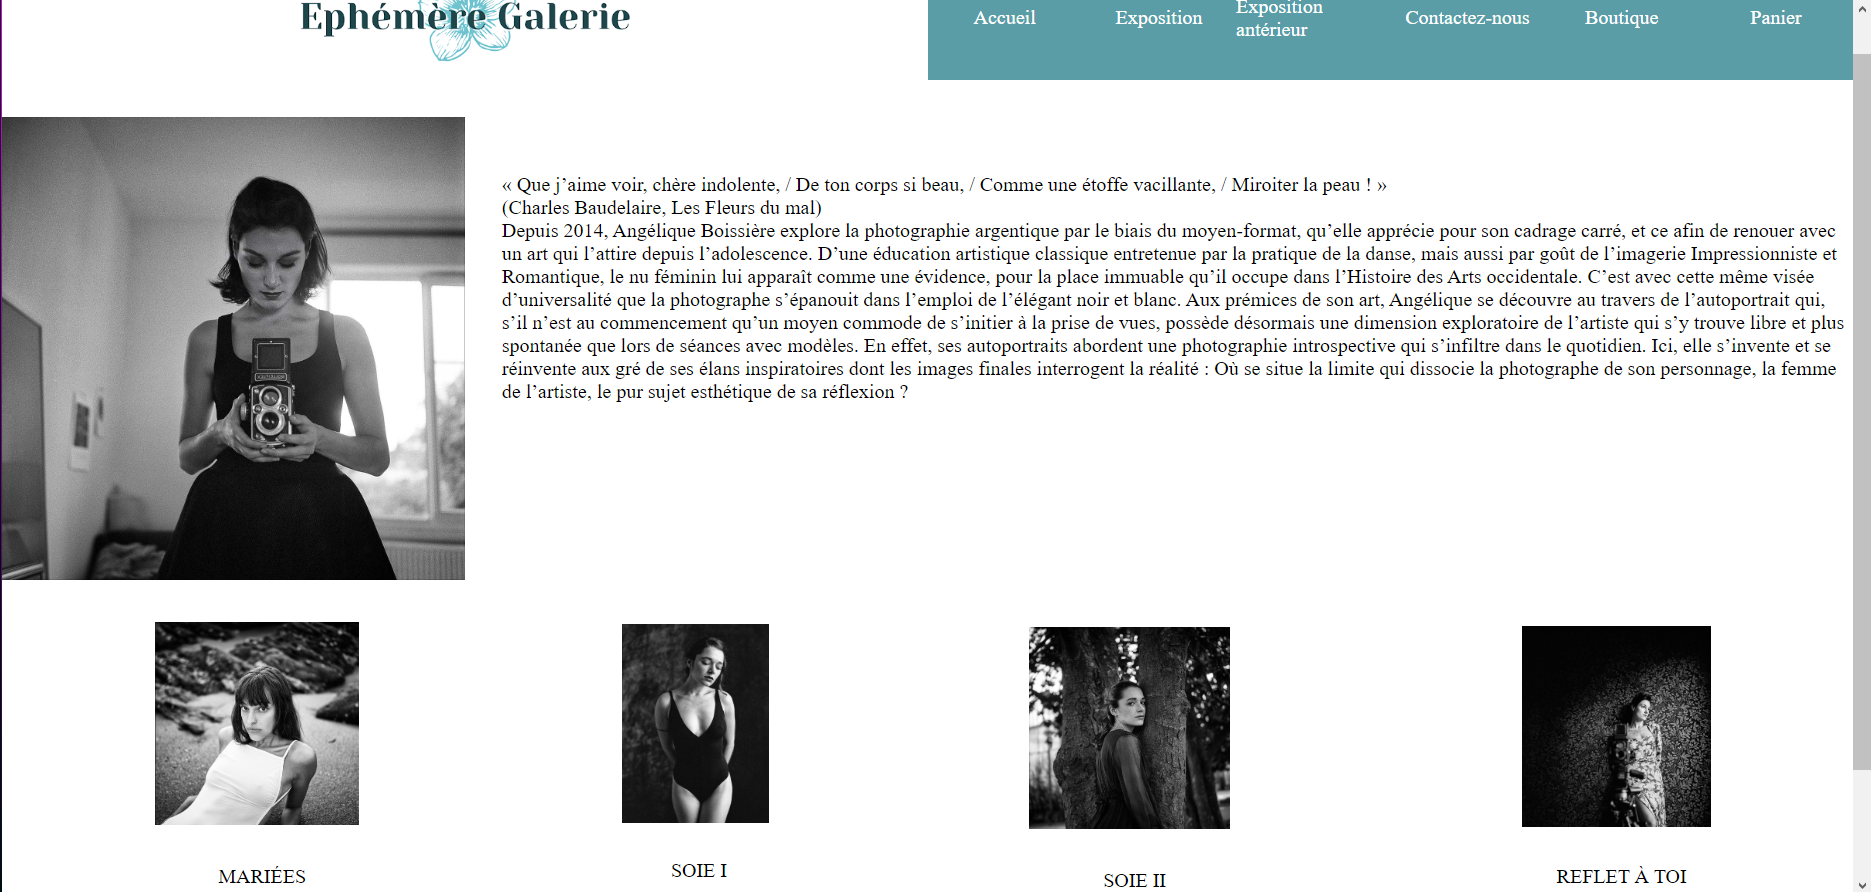 Ephémère Galerie
Accueil
Exposition
Exposition
antérieur
Contactez-nous
Boutique
Panier
« Que j’aime voir, chère indolente, / De ton corps si beau, / Comme une étoffe vacillante, / Miroiter la peau ! »
(Charles Baudelaire, Les Fleurs du mal)
Depuis 2014, Angélique Boissière explore la photographie argentique par le biais du moyen-format, qu’elle apprécie pour son cadrage carré, et ce afin de renouer avec
un art qui l’attire depuis l’adolescence. D’une éducation artistique classique entretenue par la pratique de la danse, mais aussi par goût de l’imagerie Impressionniste et
Romantique, le nu féminin lui apparaît comme une évidence, pour la place immuable qu’il occupe dans l’Histoire des Arts occidentale. C’est avec cette même visée
d’universalité que la photographe s’épanouit dans l’emploi de l’élégant noir et blanc. Aux prémices de son art, Angélique se découvre au travers de l’autoportrait qui,
s’il n’est au commencement qu’un moyen commode de s’initier à la prise de vues, possède désormais une dimension exploratoire de l’artiste qui s’y trouve libre et plus
spontanée que lors de séances avec modèles. En effet, ses autoportraits abordent une photographie introspective qui s’infiltre dans le quotidien. Ici, elle s’invente et se
réinvente aux gré de ses élans inspiratoires dont les images finales interrogent la réalité : Où se situe la limite qui dissocie la photographe de son personnage, la femme
de l’artiste, le pur sujet esthétique de sa réflexion ?
MARIÉES
SOIE I
SOIE II
REFLET À TOI